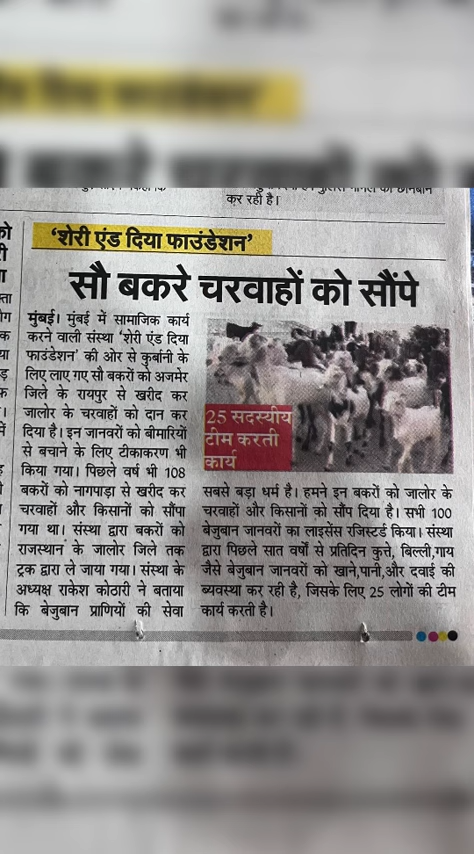 कर रही है।
'शेरी एंड दिया फाउंडेशन'
सौ बकरे चरवाहों को सौंपे
मुंबई। मुंबई में सामाजिक कार्य
करने वाली संस्था 'शेरी एंड दिया
फाउंडेशन' की ओर से कुर्बानी के
लिए लाए गए सौ बकरों को अजमेर
जिले के रायपुर से खरीद कर
जालोर के चरवाहों को दान कर
दिया है। इन जानवरों को बीमारियों
से बचाने के लिए टीकाकरण भी
किया गया। पिछले वर्ष भी 108
बकरों को नागपाड़ा से खरीद कर
चरवाहों और किसानों को सौंपा
गया था। संस्था द्वारा बकरों को
राजस्थान के जालोर जिले तक
ट्रक द्वारा ले जाया गया। संस्था के
अध्यक्ष राकेश कोठारी ने बताया
कि बेजुबान प्राणियों की सेवा
25 सदस्यीय
टीम करती
कार्य
सबसे बड़ा धर्म है। हमने इन बकरों को जालोर के
चरवाहों और किसानों को सौंप दिया है। सभी 100
बेजुबान जानवरों का लाइसेंस रजिस्टर्ड किया। संस्था
द्वारा पिछले सात वर्षों से प्रतिदिन कुत्ते, बिल्ली,गाय
जैसे बेजुबान जानवरों को खाने,पानी,और दवाई की
ब्यवस्था कर रही है, जिसके लिए 25 लोगों की टीम
कार्य करती है।